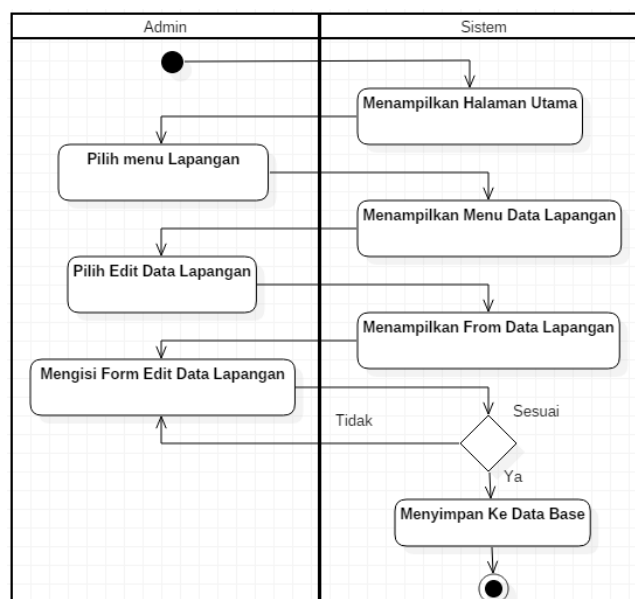 Admin
Sistem
Menampilkan Halaman Utama
Pilih menu Lapangan
Menampilkan Menu Data Lapangan
Pilih Edit Data Lapangan
Menampilkan From Data Lapangan
Mengisi Form Edit Data Lapangan
Sesuai
Tidak
Ya
Menyimpan Ke Data Base